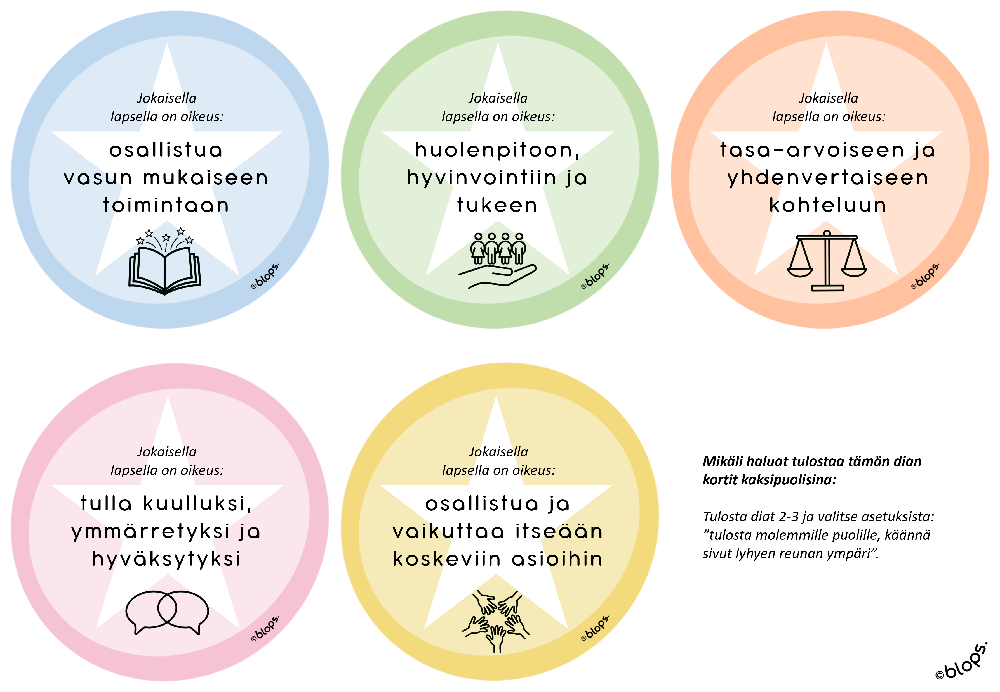 Jokaisella
lapsella on oikeus:
osallistua
vasun mukaiseen
toimintaan
©blops.
Jokaisella
lapsella on oikeus:
huolenpitoon,
hyvinvointiin ja
tukeen
©blops.
Jokaisella
lapsella on oikeus:
tasa-arvoiseen ja
yhdenvertaiseen
kohteluun
©blops.
Jokaisella
lapsella on oikeus:
tulla kuulluksi,
ymmärretyksi ja
hyväksytyksi
©blops.
Jokaisella
lapsella on oikeus:
osallistua ja
vaikuttaa itseään
koskeviin asioihin
©blops.
Mikäli haluat tulostaa tämän dian
kortit kaksipuolisina:
Tulosta diat 2-3 ja valitse asetuksista:
”tulosta molemmille puolille, käännä
sivut lyhyen reunan ympäri”.
©blops.